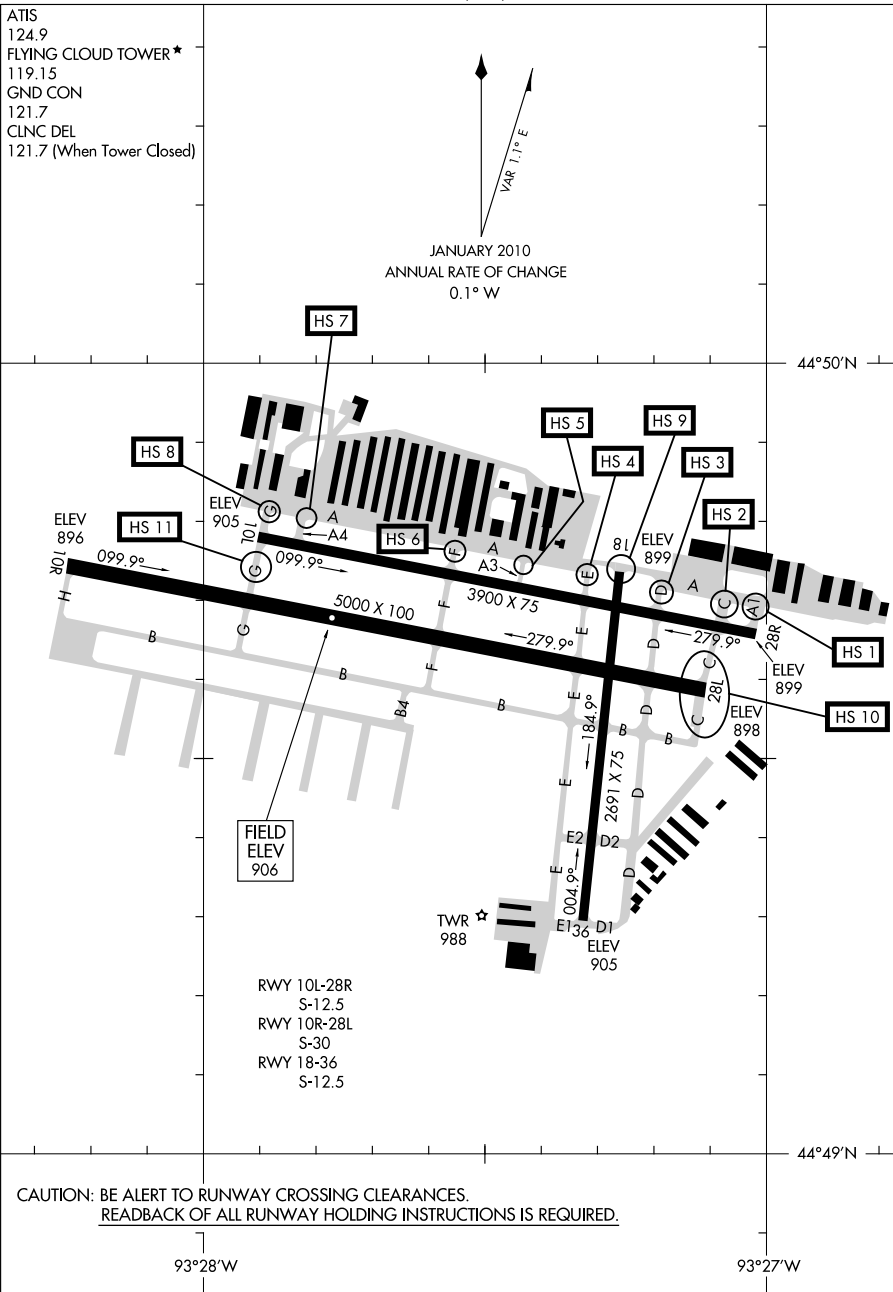 ATIS
124.9
FLYING CLOUD TOWER★
119.15
GND CON
121.7
CLNC DEL
121.7 (When Tower Closed)
VAR 1.1° E
JANUARY 2010
ANNUAL RATE OF CHANGE
0.1° W
HS 7
44°50'N
HS 5
HS 9
HS 8
HS 4
HS 3
HS 11
HS 6
HS 2
ELEV
905
ELEV
896
ELEV
899
G
10L
A
A4
F
A
A3
E
18
D
A
C
A1
10R
099.9°
G
099.9°
3900 X 75
5000 X 100
279.9°
279.9°
28R
HS 1
H
G
F
E
D
C
ELEV
899
B
B
F
B
E
D
28L
C
ELEV
898
HS 10
B4
184.9°
B
B
E
2691 X 75
D
FIELD
ELEV
906
E2
D2
E
004.9°
D
TWR
988
E1
36
D1
ELEV
905
RWY 10L-28R
S-12.5
RWY 10R-28L
S-30
RWY 18-36
S-12.5
44°49'N
CAUTION: BE ALERT TO RUNWAY CROSSING CLEARANCES.
READBACK OF ALL RUNWAY HOLDING INSTRUCTIONS IS REQUIRED.
93°28'W
93°27'W